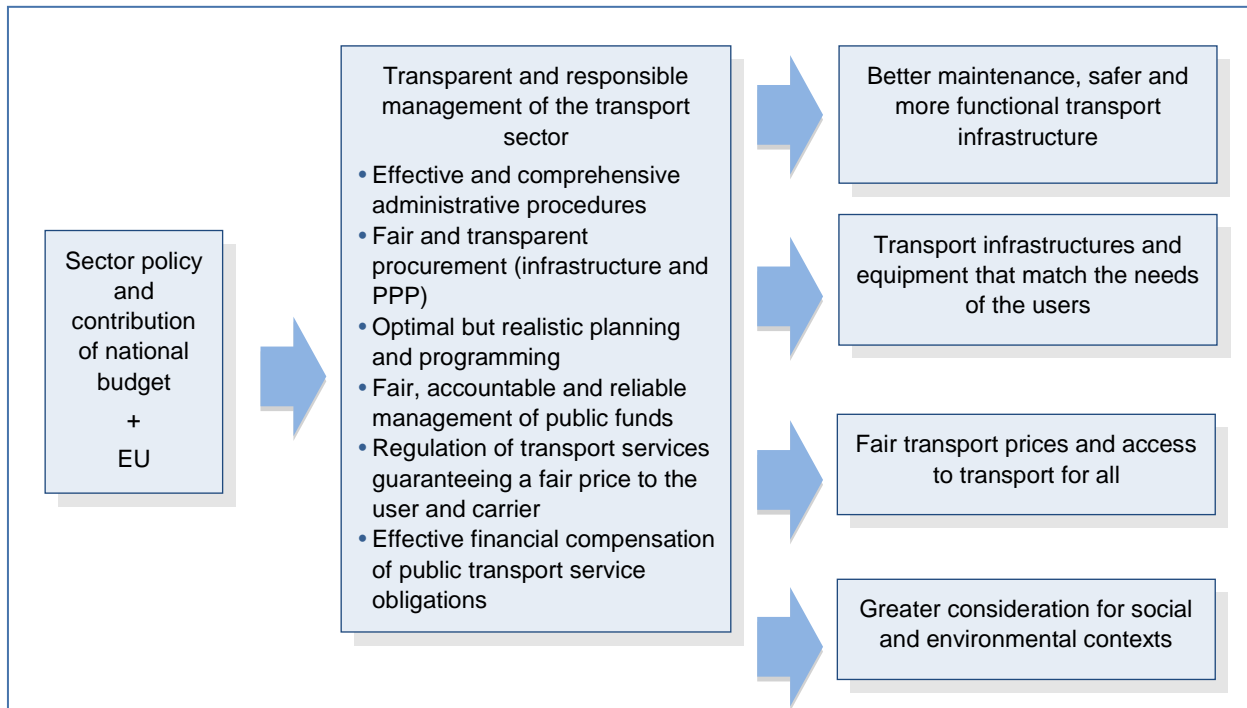 Sector policy
and
contribution
of national
budget
+
EU
Transparent and responsible
management of the transport
sector
• Effective and comprehensive
administrative procedures
• Fair and transparent
procurement (infrastructure and
PPP)
• Optimal but realistic planning
and programming
• Fair, accountable and reliable
management of public funds
• Regulation of transport services
guaranteeing a fair price to the
user and carrier
• Effective financial compensation
of public transport service
obligations
Better maintenance, safer and
more functional transport
infrastructure
Transport infrastructures and
equipment that match the needs
of the users
Fair transport prices and access
to transport for all
Greater consideration for social
and environmental contexts